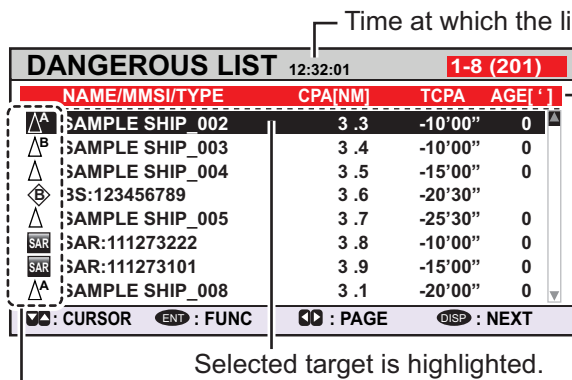 Time at which the li
DANGEROUS LIST 12:32:01 1-8 (201)
NAME/MMSI/TYPE CPA[NM] TCPA AGE[ ‘ ]
A SAMPLE SHIP_002 3 .3 -10’00” 0
B SAMPLE SHIP_003 3 .4 -10’00” 0
SAMPLE SHIP_004 3 .5 -15’00” 0
B BS:123456789 3 .6 -20’30”
SAMPLE SHIP_005 3 .7 -25’30” 0
SAR SAR:111273222 3 .8 -10’00” 0
SAR SAR:111273101 3 .9 -15’00” 0
A SAMPLE SHIP_008 3 .1 -20’00” 0
: CURSOR ENT : FUNC : PAGE DISP : NEXT
Selected target is highlighted.